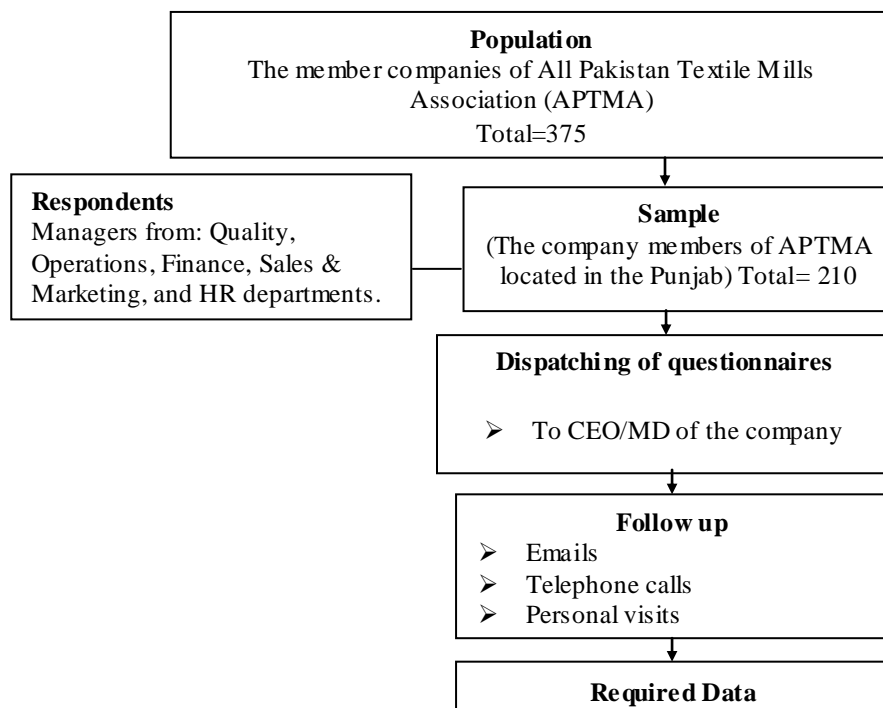 Population
The member companies of All Pakistan Textile Mills
Association (APTMA)
Total=375
Respondents
Managers from: Quality,
Operations, Finance, Sales &
Marketing, and HR departments.
Sample
(The company members of APTMA
located in the Punjab) Total= 210
Dispatching of questionnaires
➢ To CEO/MD of the company
Follow up
➢ Emails
➢ Telephone calls
➢ Personal visits
Required Data